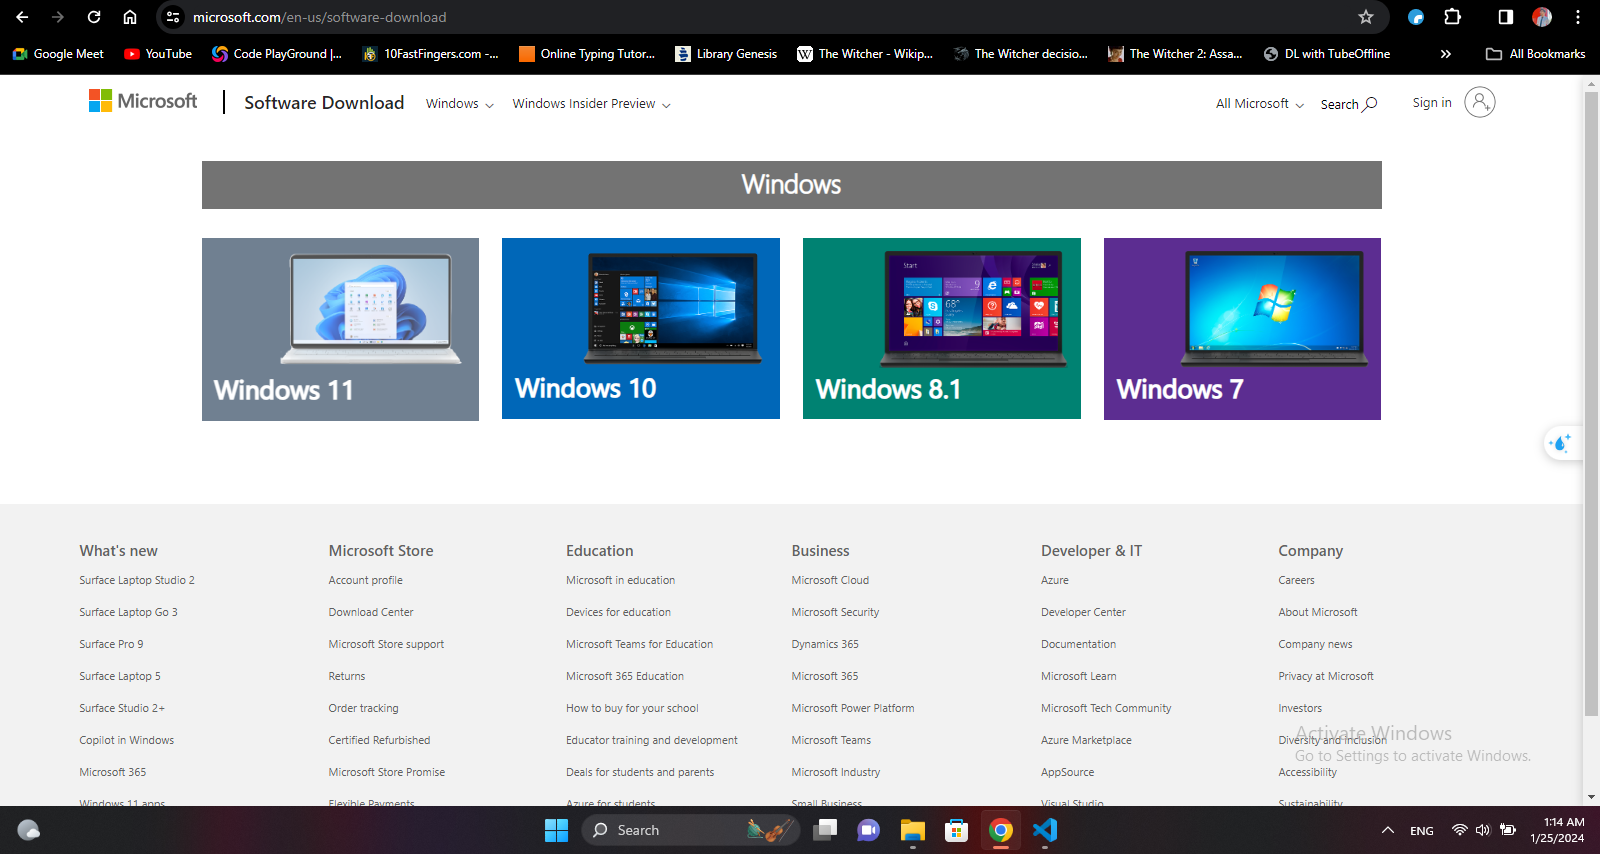 microsoft.com/en-us/software-download
Google Meet YouTube Code PlayGround |... 10FastFingers.com -... Online Typing Tutor... Library Genesis The Witcher - Wikip... The Witcher decisio... The Witcher 2: Assa... DL with TubeOffline » All Bookmarks
Microsoft Software Download Windows Windows Insider Preview All Microsoft Search Sign in
Windows
Start
68°
Windows 11 Windows 10 Windows 8.1 Windows 7
What's new Microsoft Store Education Business Developer & IT Company
Surface Laptop Studio 2 Account profile Microsoft in education Microsoft Cloud Azure Careers
Surface Laptop Go 3 Download Center Devices for education Microsoft Security Developer Center About Microsoft
Surface Pro 9 Microsoft Store support Microsoft Teams for Education Dynamics 365 Documentation Company news
Surface Laptop 5 Returns Microsoft 365 Education Microsoft 365 Microsoft Learn Privacy at Microsoft
Surface Studio 2+ Order tracking How to buy for your school Microsoft Power Platform Microsoft Tech Community Investors
Copilot in Windows Certified Refurbished Educator training and development Microsoft Teams Azure Marketplace Diversity and inclusion
Activate Windows
Go to Settings to activate Windows.
Microsoft 365 Microsoft Store Promise Deals for students and parents Microsoft Industry AppSource Accessibility
Windows 11 apps Flexible Payments Azure for students Small Business Visual Studio Sustainability
Search ENG 1:14 AM
1/25/2024